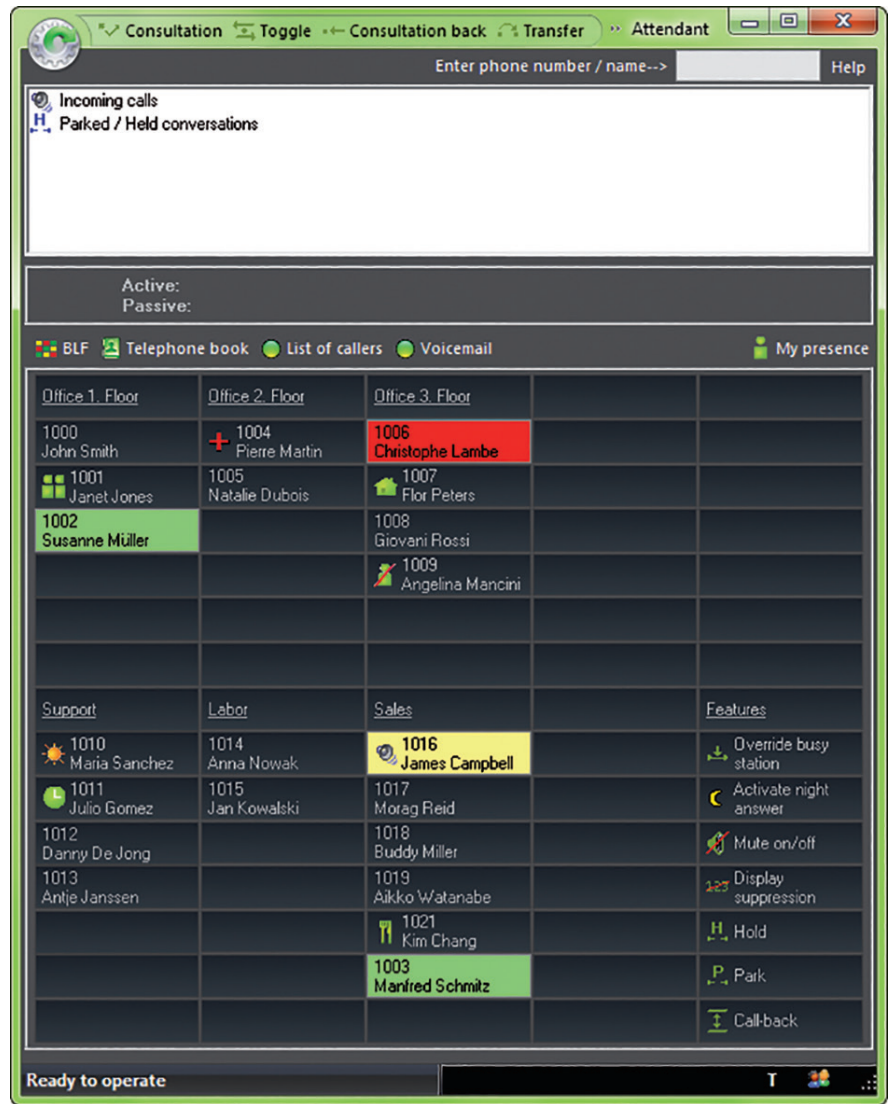 Consultation Toggle Consultation back Transfer Attendant
Enter phone number / name--> Help
Incoming calls
H Parked / Held conversations
Active:
Passive:
BLF Telephone book List of callers Voicemail My presence
Office 1. Floor Office 2. Floor Office 3. Floor
1000 1004 1006
John Smith Pierre Martin Christophe Lambe
1001 1005 1007
Janet Jones Natalie Dubois Flor Peters
1002 1008
Susanne Müller Giovani Rossi
1009
Angelina Mancini
Support Labor Sales Features
1010 1014 1016 Override busy
Maria Sanchez Anna Nowak James Campbell station
1011 1015 1017 Activate night
Julio Gomez Jan Kowalski Morag Reid answer
1012 1018 Mute on/off
Danny De Jong Buddy Miller
1013 1019 123 Display
Antje Janssen Aikko Watanabe suppression
1021 H Hold
Kim Chang
1003 P Park
Manfred Schmitz
Call-back
Ready to operate T